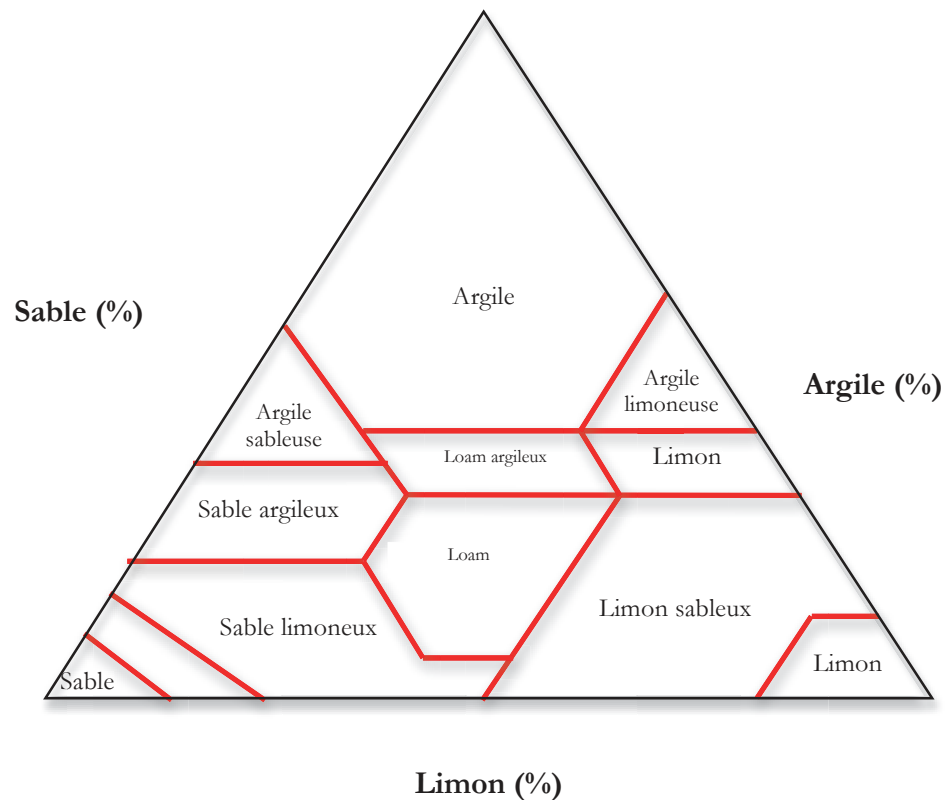 Argile
Sable (%)
Argile (%)
Argile
limoneuse
Argile
sableuse
Loam argileux
Limon
Sable argileux
Loam
Limon sableux
Sable limoneux
Limon
Sable
Limon (%)